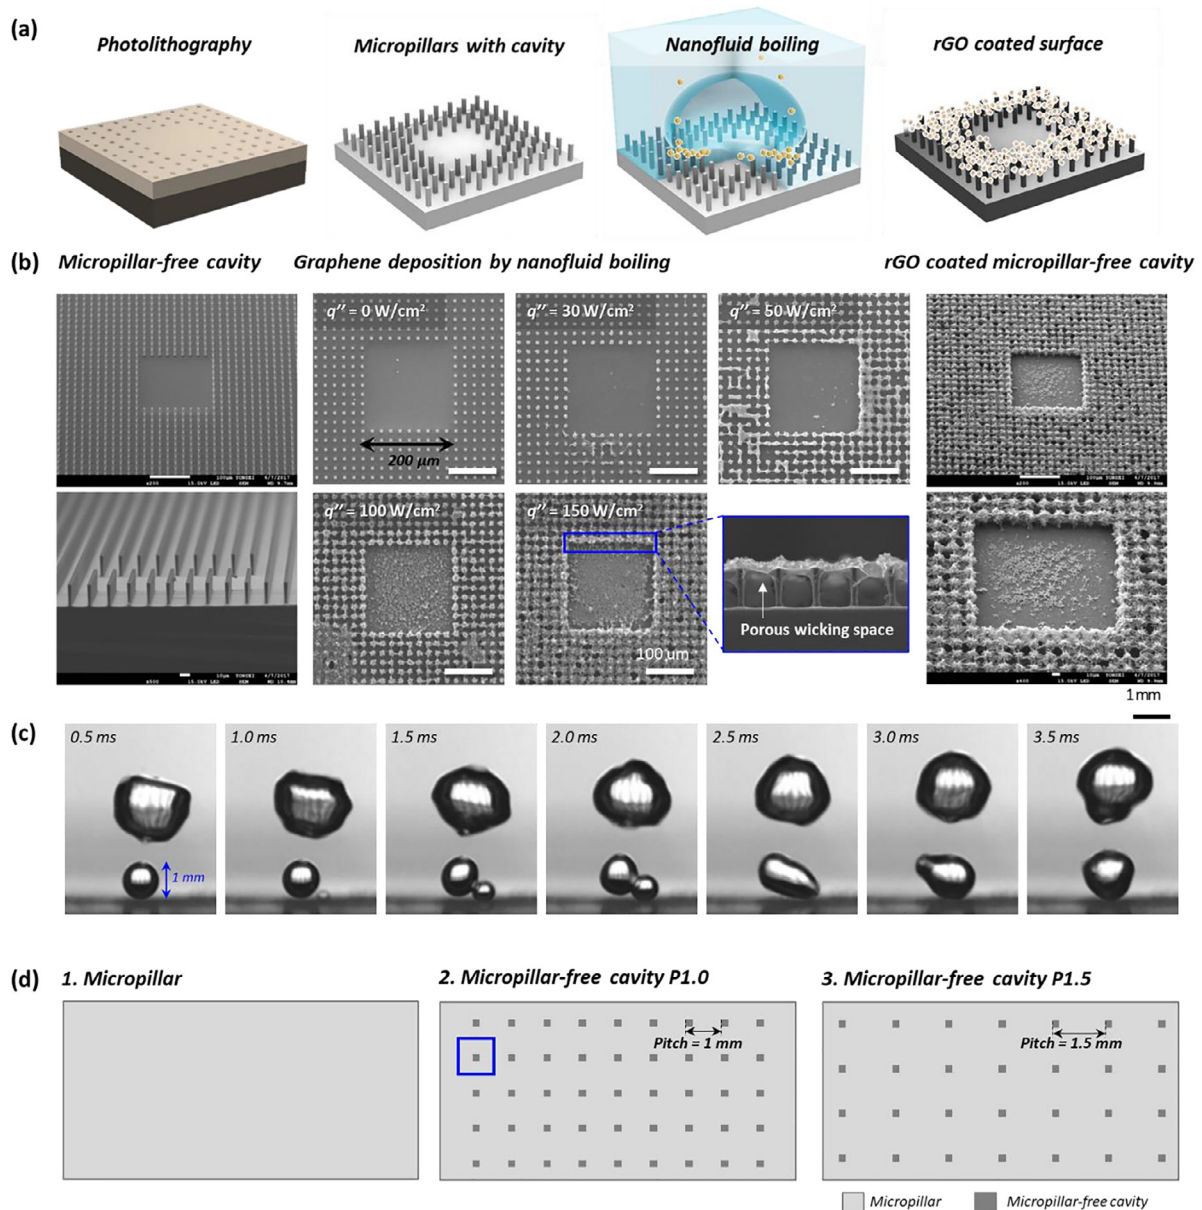 (a)
Photolithography
Micropillars with cavity
Nanofluid boiling
rGO coated surface
(b)
Micropillar-free cavity
Graphene deposition by nanofluid boiling
rGO coated micropillar-free cavity
q″ = 0 W/cm²
q″ = 30 W/cm²
q″ = 50 W/cm²
200 μm
q″ = 100 W/cm²
q″ = 150 W/cm²
Porous wicking space
100 μm
1 mm
(c)
0.5 ms
1.0 ms
1.5 ms
2.0 ms
2.5 ms
3.0 ms
3.5 ms
1 mm
(d)
1. Micropillar
2. Micropillar-free cavity P1.0
3. Micropillar-free cavity P1.5
Pitch = 1 mm
Pitch = 1.5 mm
Micropillar
Micropillar-free cavity